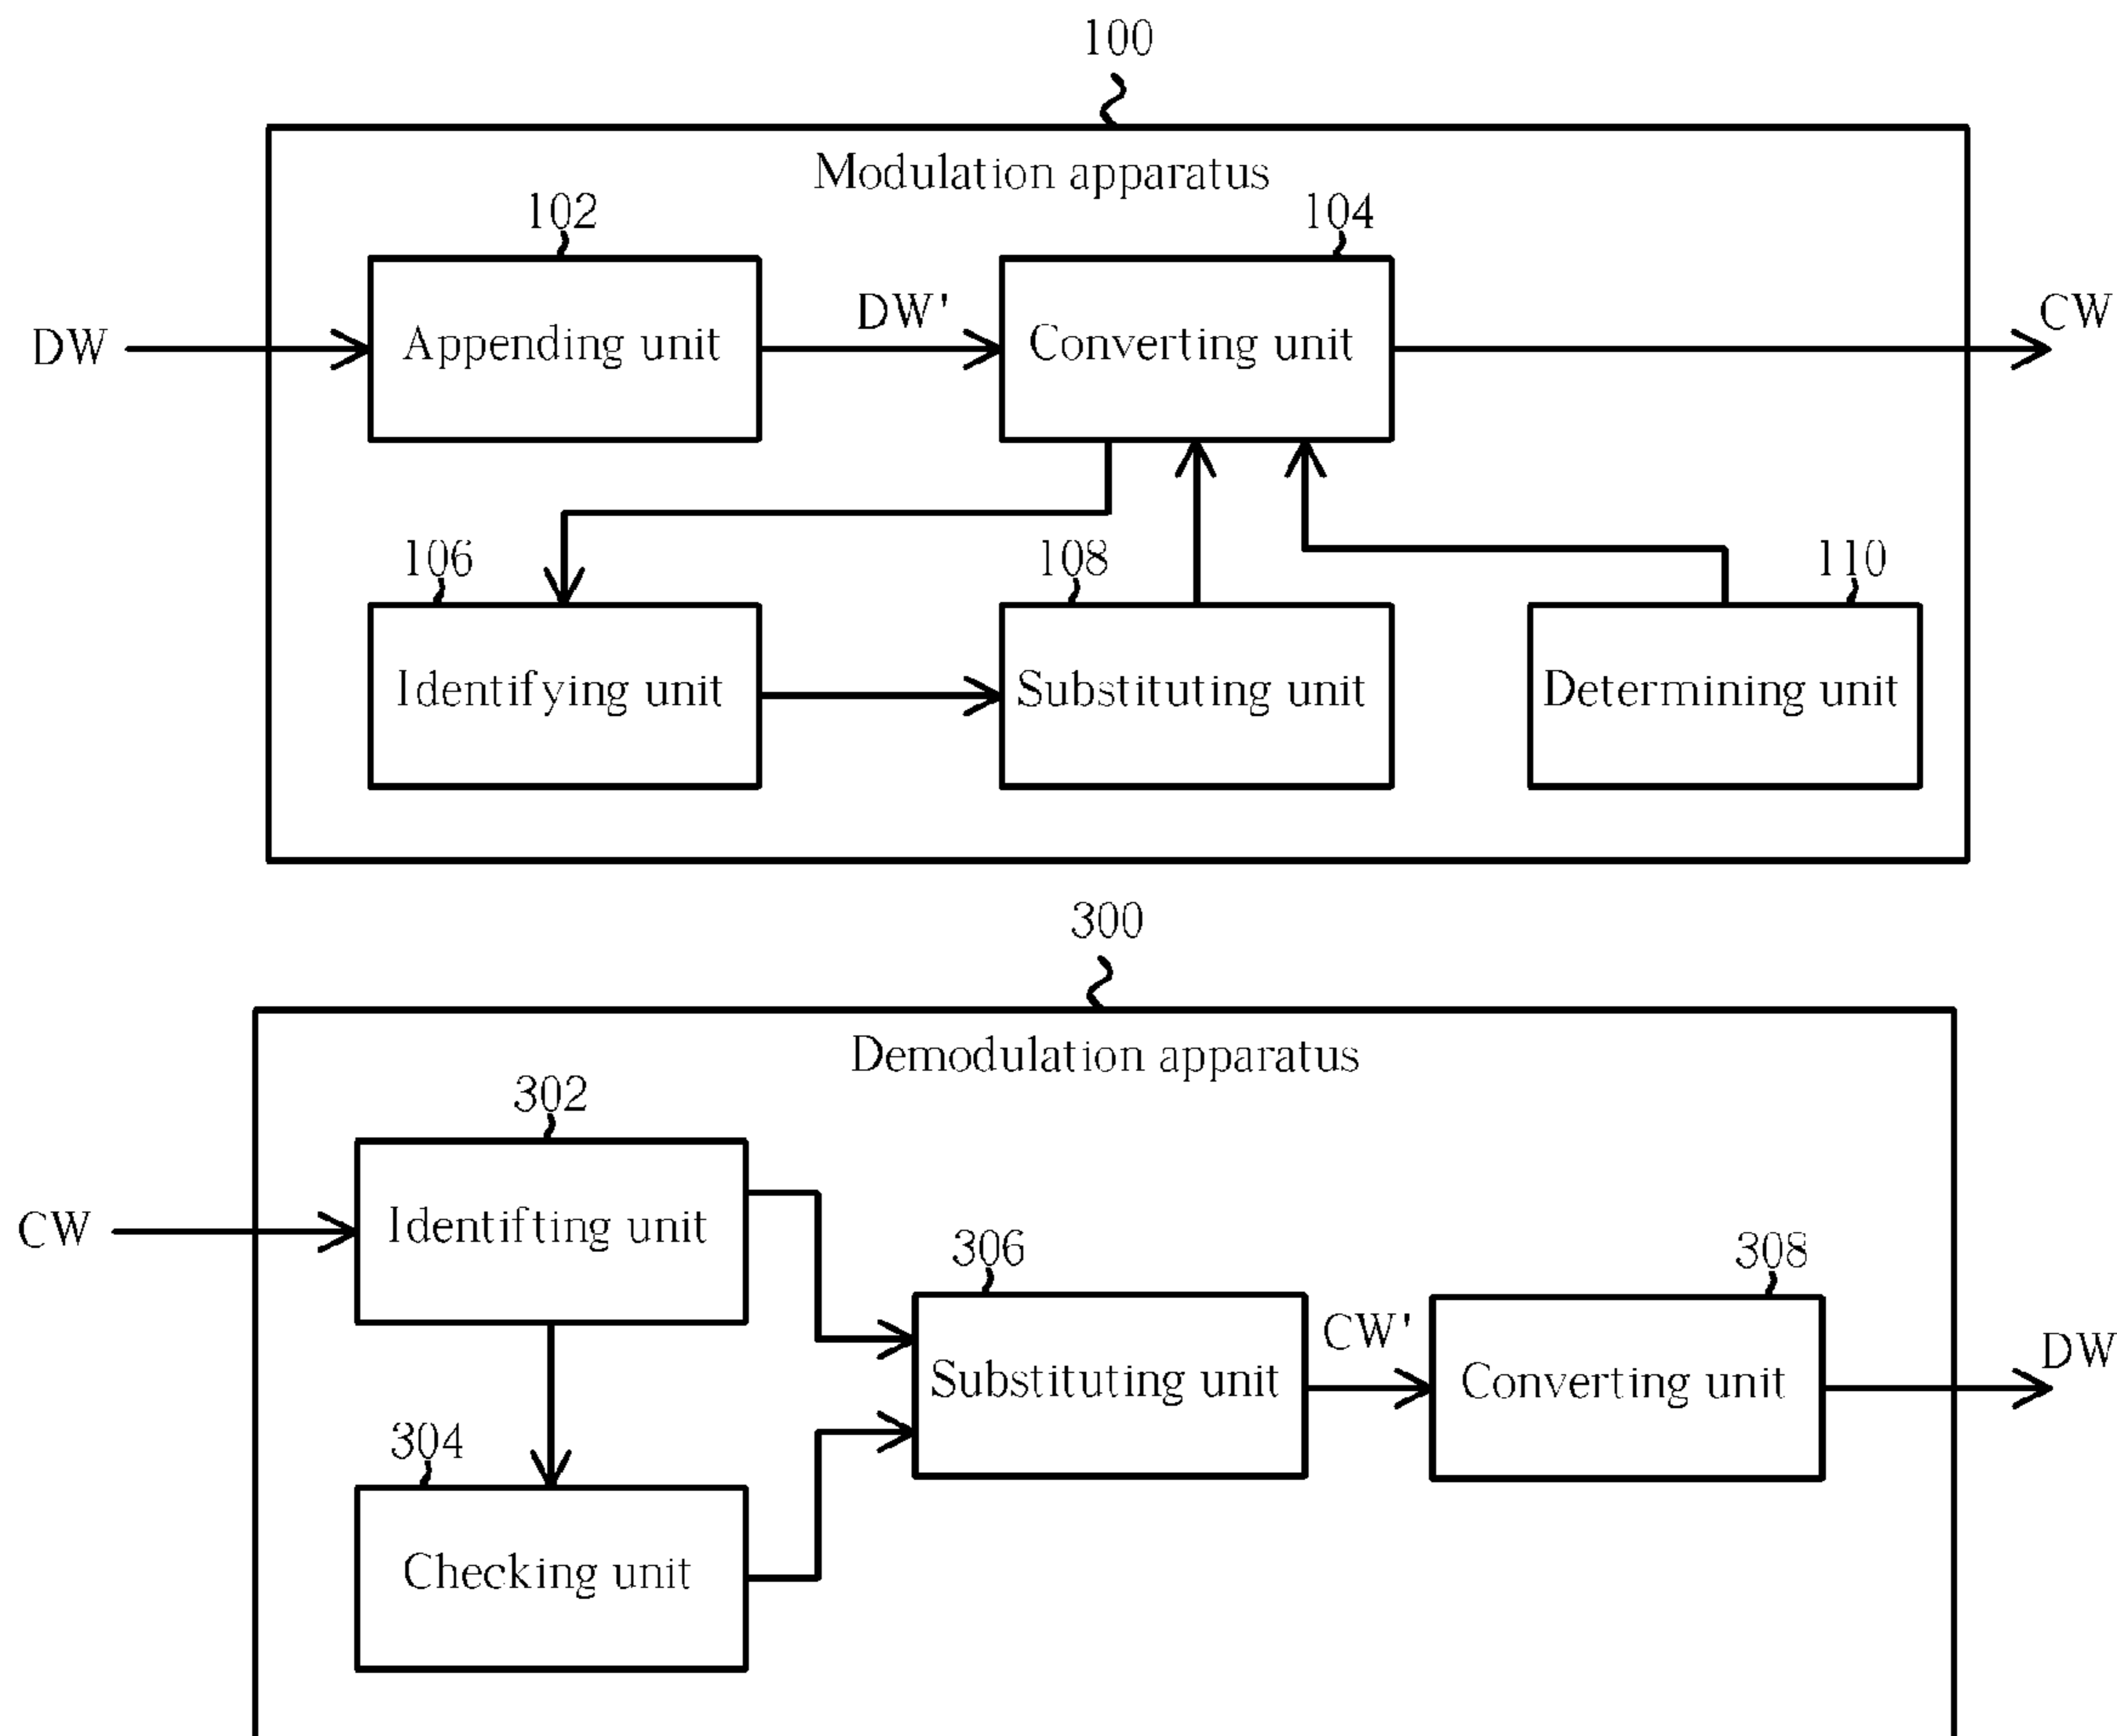 100
Modulation apparatus
102
104
DW
Appending unit
DW'
Converting unit
CW
106
108
110
Identifying unit
Substituting unit
Determining unit
300
Demodulation apparatus
302
CW
Identifting unit
306
308
Substituting unit
CW'
Converting unit
DW
304
Checking unit